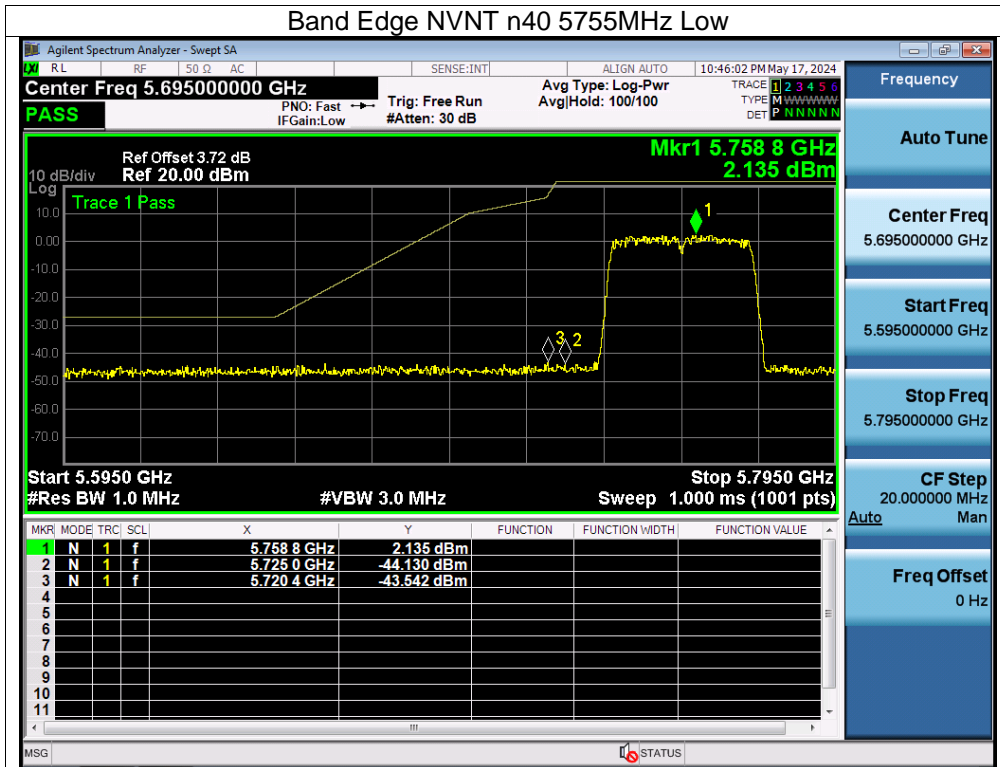 Band Edge NVNT n40 5755MHz Low
Agilent Spectrum Analyzer - Swept SA
LXI RL RF 50 Ω AC SENSE:INT ALIGN AUTO 10:46:02 PM May 17, 2024
Center Freq 5.695000000 GHz
PASS
PNO: Fast
IFGain:Low
Trig: Free Run
#Atten: 30 dB
Avg Type: Log-Pwr
Avg|Hold: 100/100
TRACE 1 2 3 4 5 6
TYPE M WWWWW
DET P N N N N N
Ref Offset 3.72 dB
10 dB/div Ref 20.00 dBm
Log
Mkr1 5.758 8 GHz
2.135 dBm
Trace 1 Pass
10.0
0.00
-10.0
-20.0
-30.0
-40.0
-50.0
-60.0
-70.0
1
3 2
Start 5.5950 GHz Stop 5.7950 GHz
#Res BW 1.0 MHz #VBW 3.0 MHz Sweep 1.000 ms (1001 pts)
MKR MODE TRC SCL X Y FUNCTION FUNCTION WIDTH FUNCTION VALUE
1 N 1 f 5.758 8 GHz 2.135 dBm
2 N 1 f 5.725 0 GHz -44.130 dBm
3 N 1 f 5.720 4 GHz -43.542 dBm
4
5
6
7
8
9
10
11
MSG STATUS
Frequency
Auto Tune
Center Freq
5.695000000 GHz
Start Freq
5.595000000 GHz
Stop Freq
5.795000000 GHz
CF Step
20.000000 MHz
Auto Man
Freq Offset
0 Hz